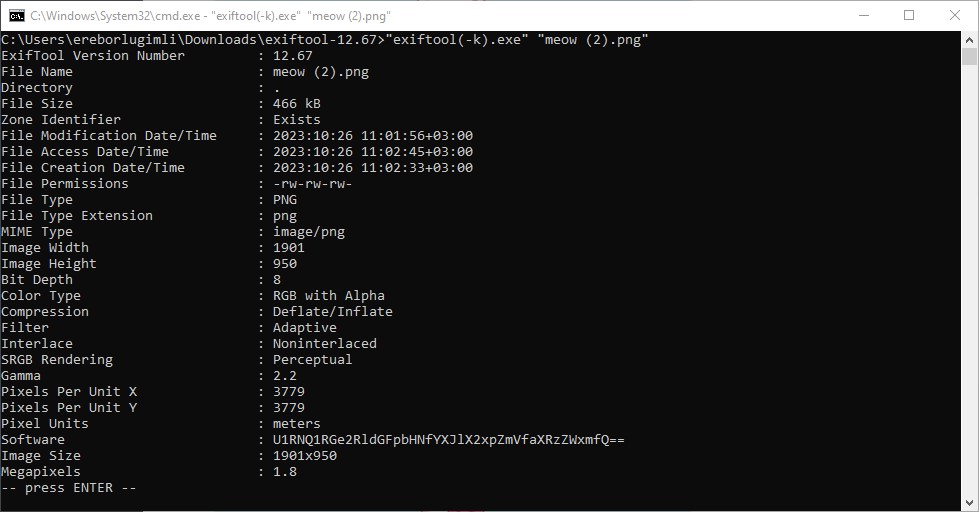 C:\Windows\System32\cmd.exe - "exiftool(-k).exe"  "meow (2).png"
C:\Users\ereborlugimli\Downloads\exiftool-12.67>"exiftool(-k).exe" "meow (2).png"
ExifTool Version Number         : 12.67
File Name                       : meow (2).png
Directory                       : .
File Size                       : 466 kB
Zone Identifier                 : Exists
File Modification Date/Time     : 2023:10:26 11:01:56+03:00
File Access Date/Time           : 2023:10:26 11:02:45+03:00
File Creation Date/Time         : 2023:10:26 11:02:33+03:00
File Permissions                : -rw-rw-rw-
File Type                       : PNG
File Type Extension             : png
MIME Type                       : image/png
Image Width                     : 1901
Image Height                    : 950
Bit Depth                       : 8
Color Type                      : RGB with Alpha
Compression                     : Deflate/Inflate
Filter                          : Adaptive
Interlace                       : Noninterlaced
SRGB Rendering                  : Perceptual
Gamma                           : 2.2
Pixels Per Unit X               : 3779
Pixels Per Unit Y               : 3779
Pixel Units                     : meters
Software                        : U1RNQ1RGe2RldGFpbHNfYXJlX2xpZmVfaXRzZWxmfQ==
Image Size                      : 1901x950
Megapixels                      : 1.8
-- press ENTER --